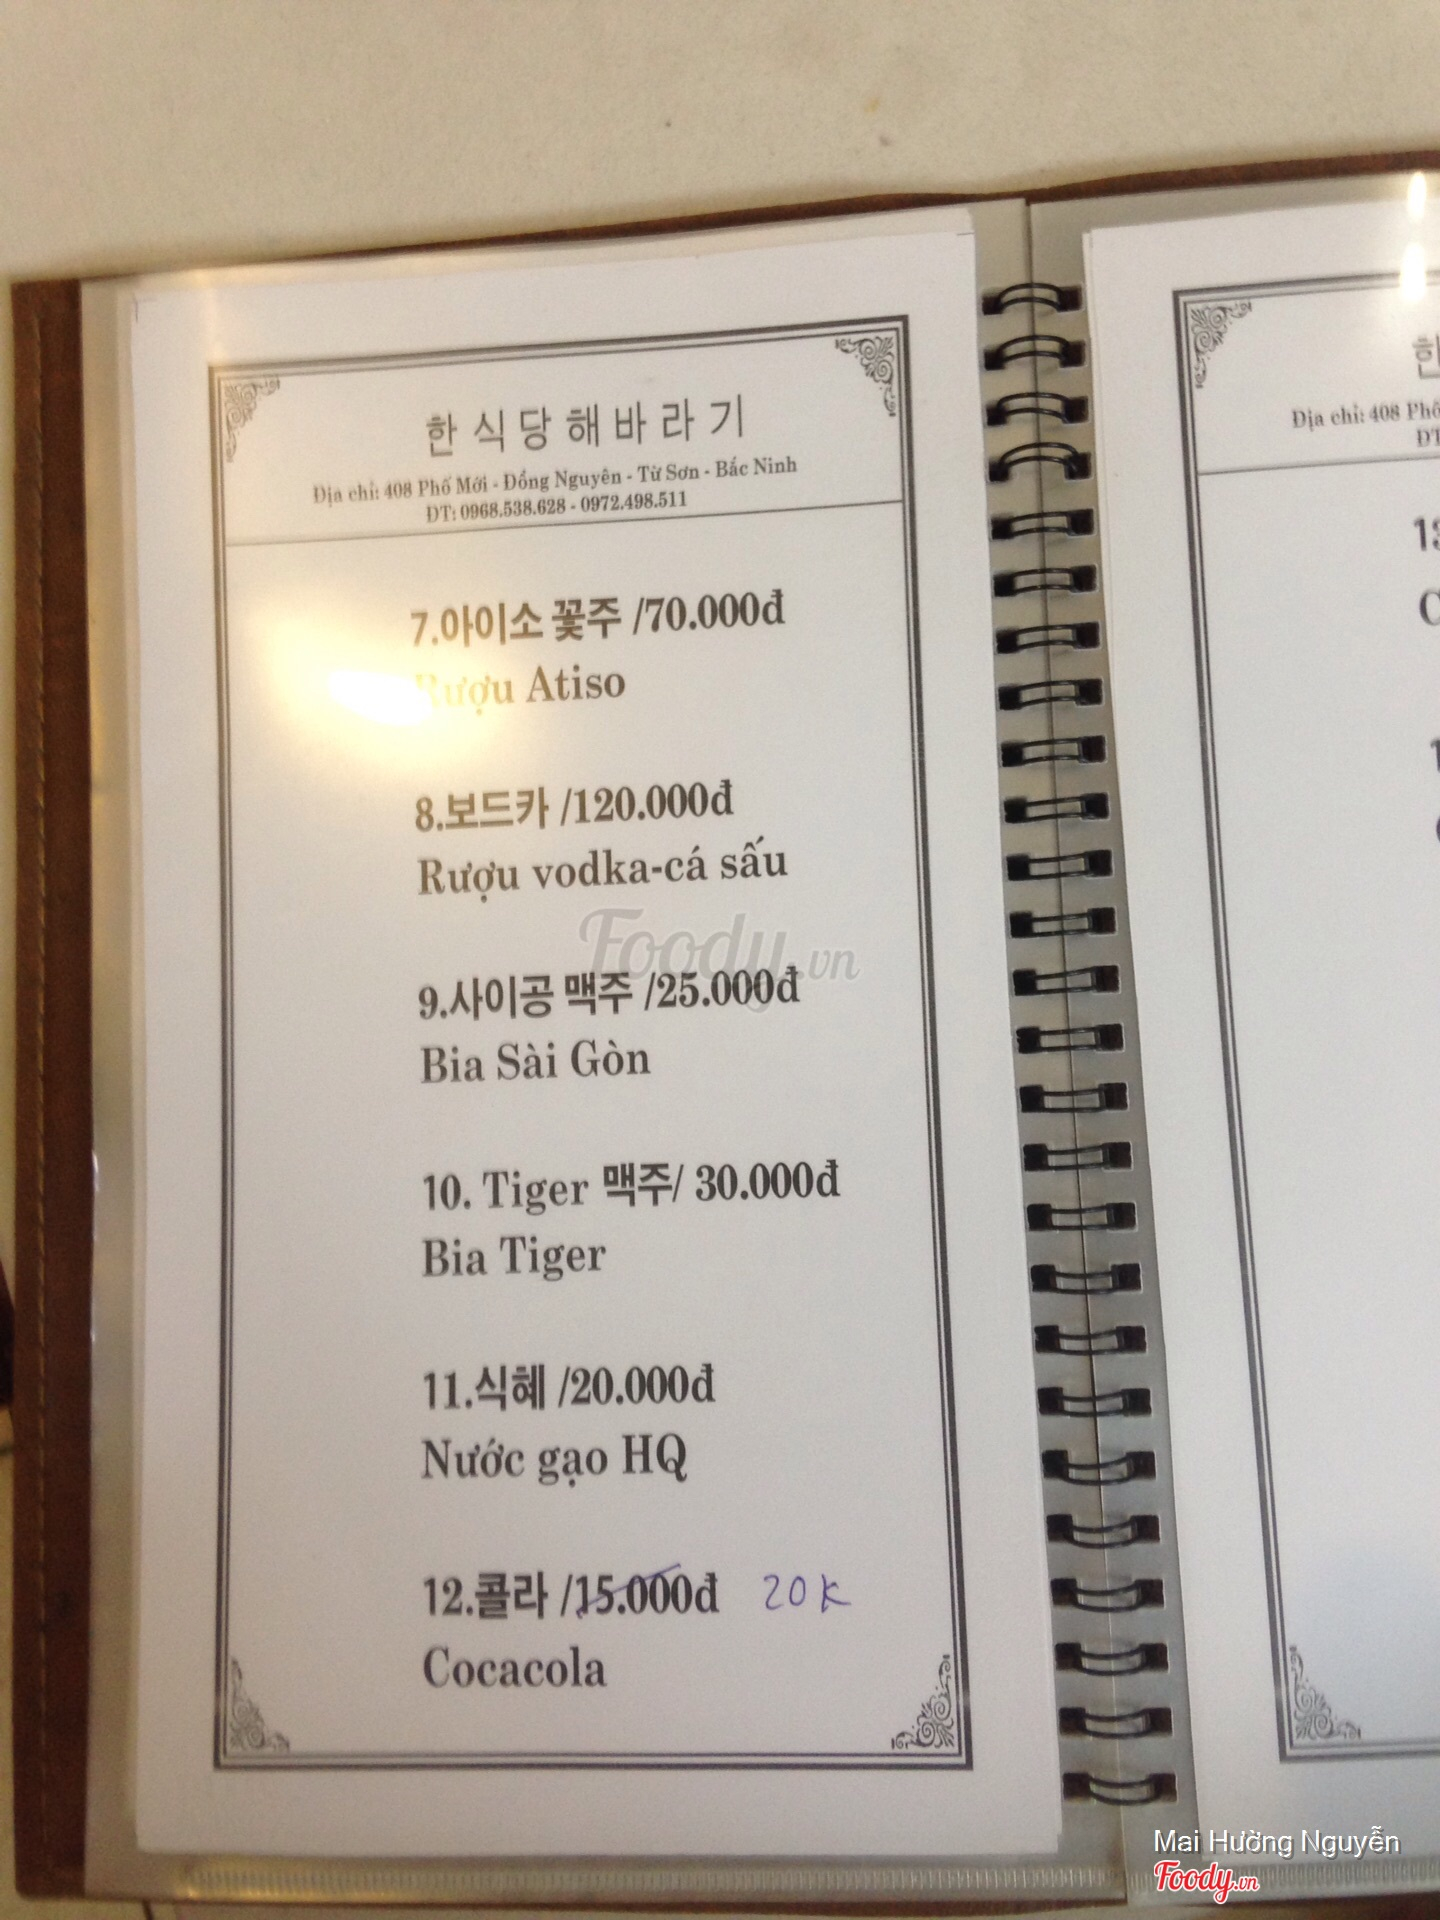 한식당해바라기
Địa chỉ: 408 Phố Mới - Đồng Nguyên - Từ Sơn - Bắc Ninh
ĐT: 0968.538.628 - 0972.498.511
7.아이소 꽃주 /70.000đ
Rượu Atiso
8.보드카 /120.000đ
Rượu vodka-cá sấu
Foody.vn
9.사이공 맥주 /25.000đ
Bia Sài Gòn
10. Tiger 맥주/ 30.000đ
Bia Tiger
11.식혜 /20.000đ
Nước gạo HQ
12.콜라 /15.000đ 20K
Cocacola
한
Địa chỉ: 408 Phố
ĐT
13
C
Mai Hường Nguyễn
Foody.vn